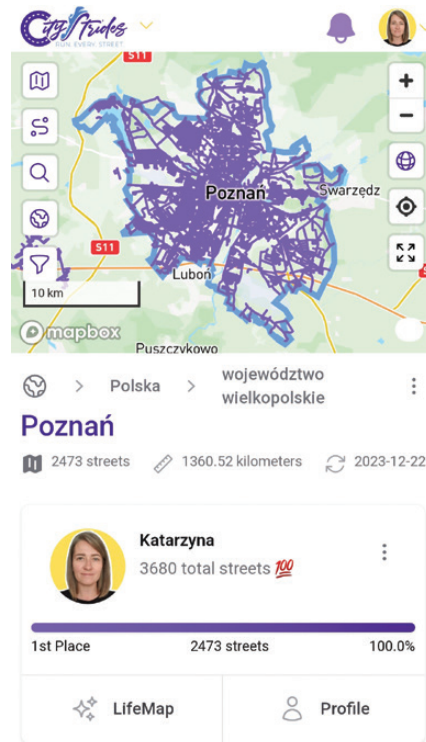 CityStrides
RUN EVERY STREET
S11
Poznań
Swarzędz
S11
Luboń
10 km
mapbox
Puszczykowo
Polska
województwo
wielkopolskie
Poznań
2473 streets 1360.52 kilometers 2023-12-22
Katarzyna
3680 total streets 💯
1st Place 2473 streets 100.0%
LifeMap Profile